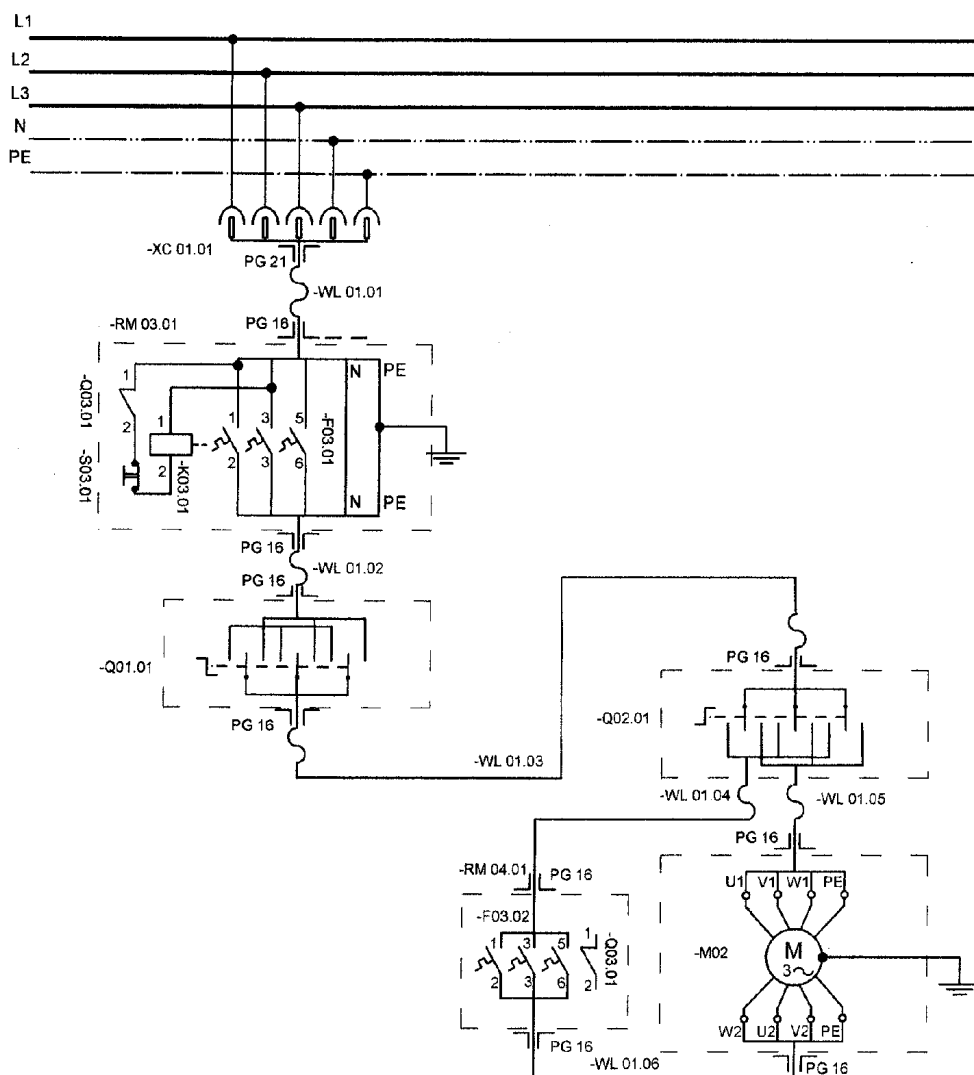 L1
L2
L3
N
PE
-XC 01.01
PG 21
-WL 01.01
-RM 03.01
PG 16
N PE
-Q03.01
1
2
-S03.01
1
2
-K03.01
1 3 5
2 3 6
-F03.01
N PE
PG 16
-WL 01.02
PG 16
-Q01.01
PG 16
-WL 01.03
PG 16
-Q02.01
-WL 01.04
-WL 01.05
PG 16
-RM 04.01
PG 16
-F03.02
1 3 5
2 3 6
1
2
-Q03.01
PG 16
-WL 01.06
U1 V1 W1 PE
-M02
M
3~
W2 U2 V2 PE
PG 16